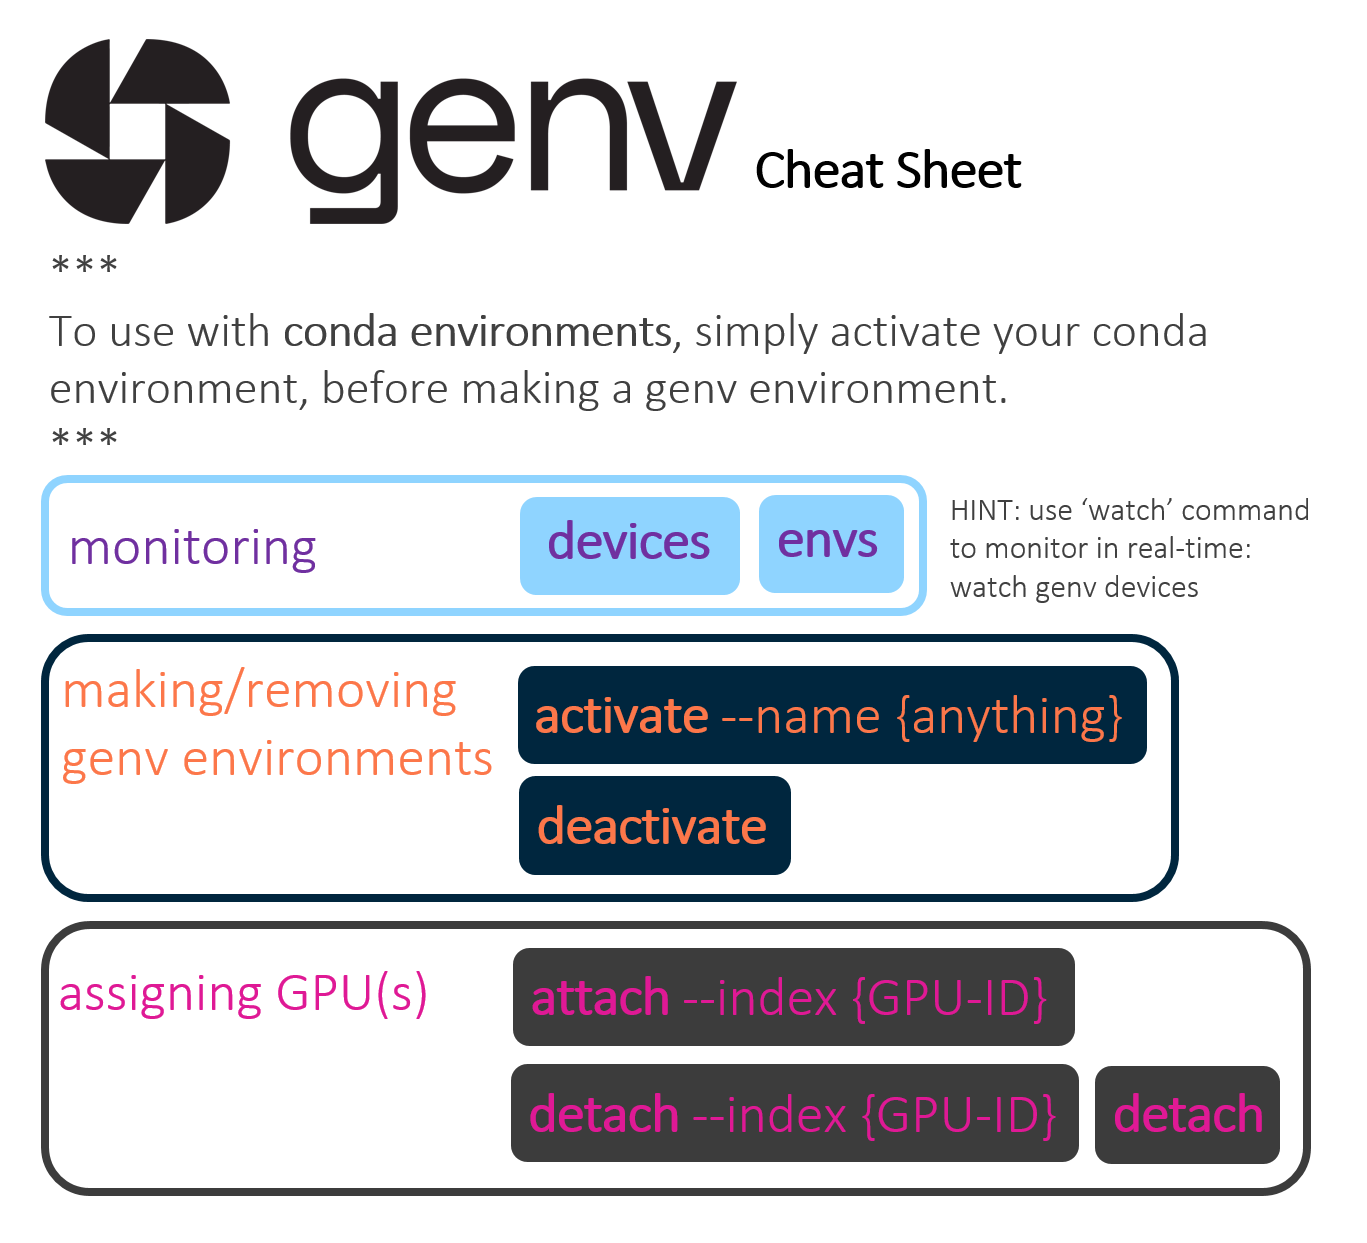 genv Cheat Sheet
***
To use with conda environments, simply activate your conda
environment, before making a genv environment.
***
monitoring
devices
envs
HINT: use ‘watch’ command
to monitor in real-time:
watch genv devices
making/removing
genv environments
activate --name {anything}
deactivate
assigning GPU(s)
attach --index {GPU-ID}
detach --index {GPU-ID}
detach